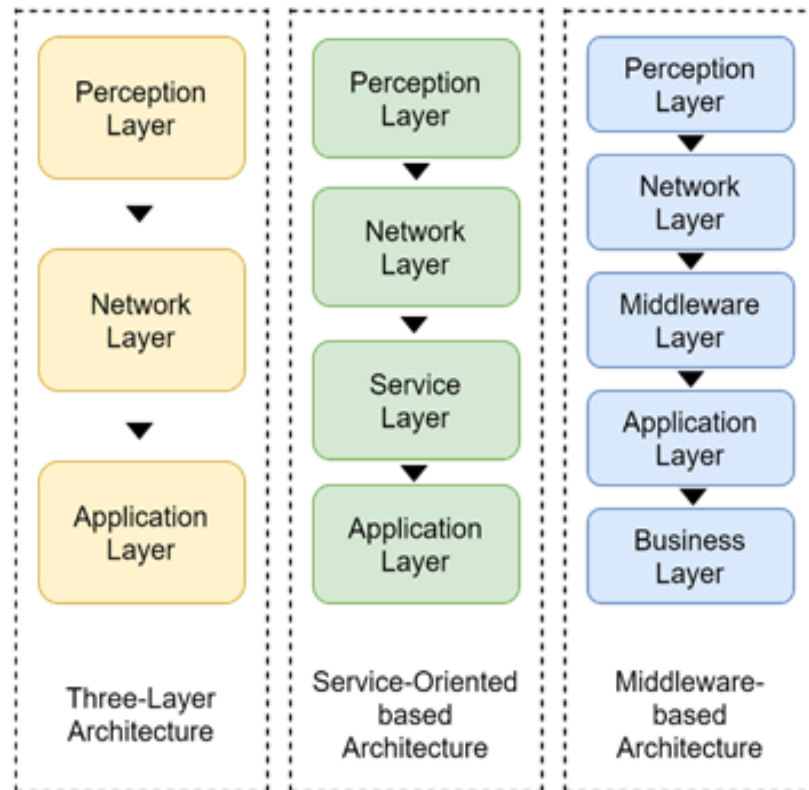 Perception
Layer
Network
Layer
Application
Layer
Three-Layer
Architecture
Perception
Layer
Network
Layer
Service
Layer
Application
Layer
Service-Oriented
based
Architecture
Perception
Layer
Network
Layer
Middleware
Layer
Application
Layer
Business
Layer
Middleware-
based
Architecture